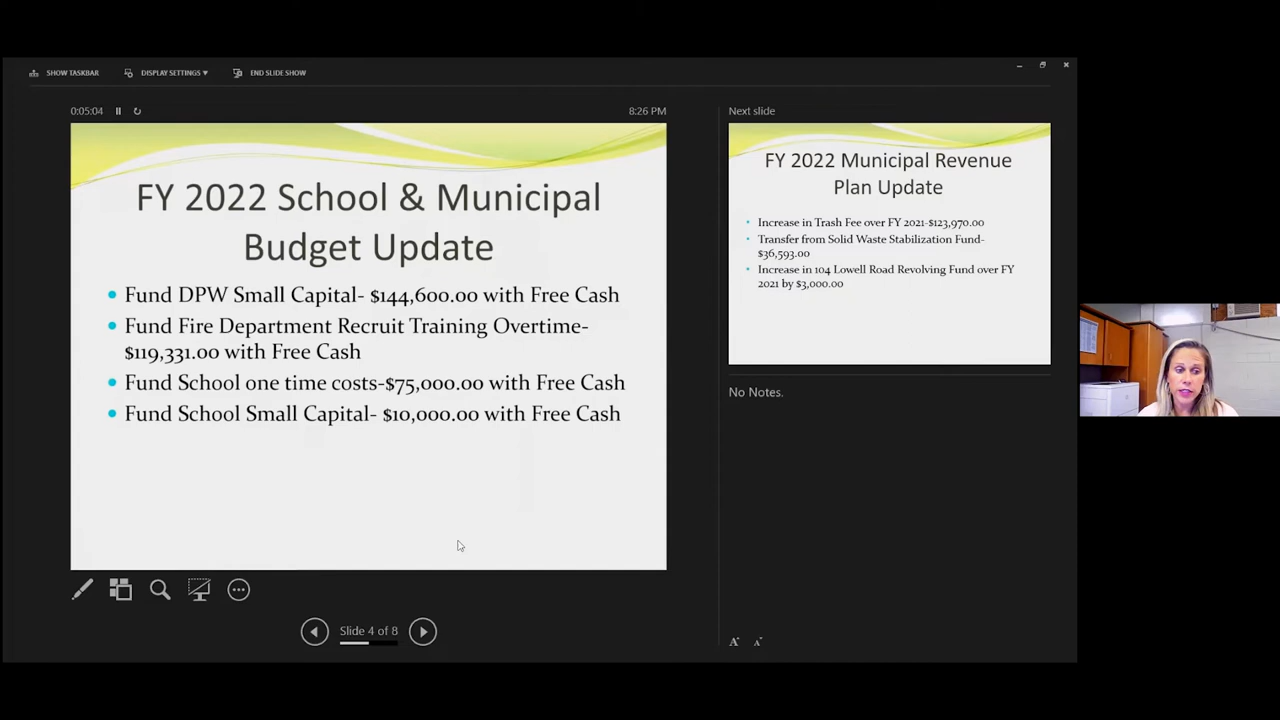 SHOW TASKBAR
DISPLAY SETTINGS ▼
END SLIDE SHOW
0:05:04
8:26 PM
FY 2022 School & Municipal
Budget Update
• Fund DPW Small Capital- $144,600.00 with Free Cash
• Fund Fire Department Recruit Training Overtime-
$119,331.00 with Free Cash
• Fund School one time costs-$75,000.00 with Free Cash
• Fund School Small Capital- $10,000.00 with Free Cash
Slide 4 of 8
Next slide
FY 2022 Municipal Revenue
Plan Update
• Increase in Trash Fee over FY 2021-$123,970.00
• Transfer from Solid Waste Stabilization Fund-
$36,593.00
• Increase in 104 Lowell Road Revolving Fund over FY
2021 by $3,000.00
No Notes.
A A